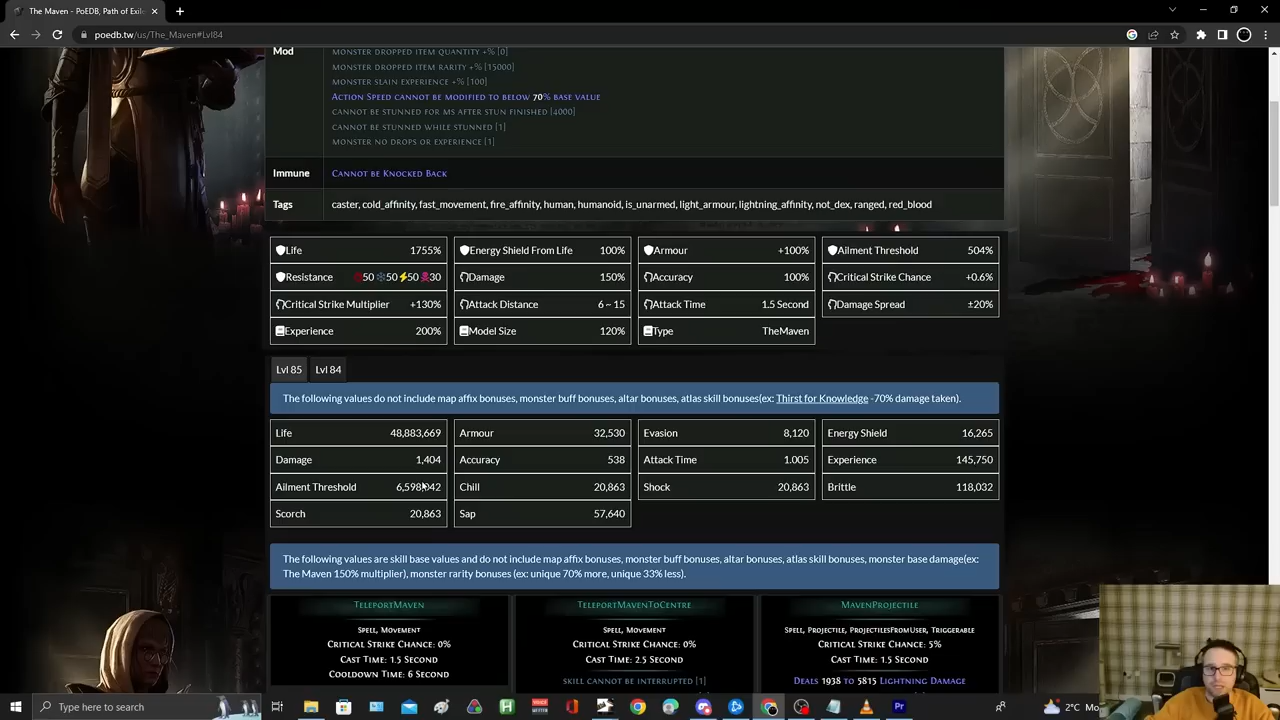 The Maven - PoEDB, Path of Exile
poedb.tw/us/The_Maven#Lvl84
Mod
Monster Dropped Item Quantity +% [0]
Monster Dropped Item Rarity +% [15000]
Monster Slain Experience +% [100]
Action Speed cannot be modified to below 70% base value
Cannot be Stunned for ms after Stun Finished [4000]
Cannot be Stunned while Stunned [1]
Monster no Drops or Experience [1]
Immune
Cannot be Knocked Back
Tags
caster, cold_affinity, fast_movement, fire_affinity, human, humanoid, is_unarmed, light_armour, lightning_affinity, not_dex, ranged, red_blood
Life 1755% Energy Shield From Life 100% Armour +100% Ailment Threshold 504%
Resistance 50 50 50 30 Damage 150% Accuracy 100% Critical Strike Chance +0.6%
Critical Strike Multiplier +130% Attack Distance 6 ~ 15 Attack Time 1.5 Second Damage Spread ±20%
Experience 200% Model Size 120% Type TheMaven
Lvl 85 Lvl 84
The following values do not include map affix bonuses, monster buff bonuses, altar bonuses, atlas skill bonuses(ex: Thirst for Knowledge -70% damage taken).
Life 48,883,669 Armour 32,530 Evasion 8,120 Energy Shield 16,265
Damage 1,404 Accuracy 538 Attack Time 1.005 Experience 145,750
Ailment Threshold 6,598,042 Chill 20,863 Shock 20,863 Brittle 118,032
Scorch 20,863 Sap 57,640
The following values are skill base values and do not include map affix bonuses, monster buff bonuses, altar bonuses, atlas skill bonuses, monster base damage(ex:
The Maven 150% multiplier), monster rarity bonuses (ex: unique 70% more, unique 33% less).
TeleportMaven
Spell, Movement
Critical Strike Chance: 0%
Cast Time: 1.5 Second
Cooldown Time: 6 Second
TeleportMavenToCentre
Spell, Movement
Critical Strike Chance: 0%
Cast Time: 2.5 Second
Skill cannot be Interrupted [1]
MavenProjectile
Spell, Projectile, ProjectilesFromUser, Triggerable
Critical Strike Chance: 5%
Cast Time: 1.5 Second
Deals 1938 to 5815 Lightning Damage
Type here to search
2°C